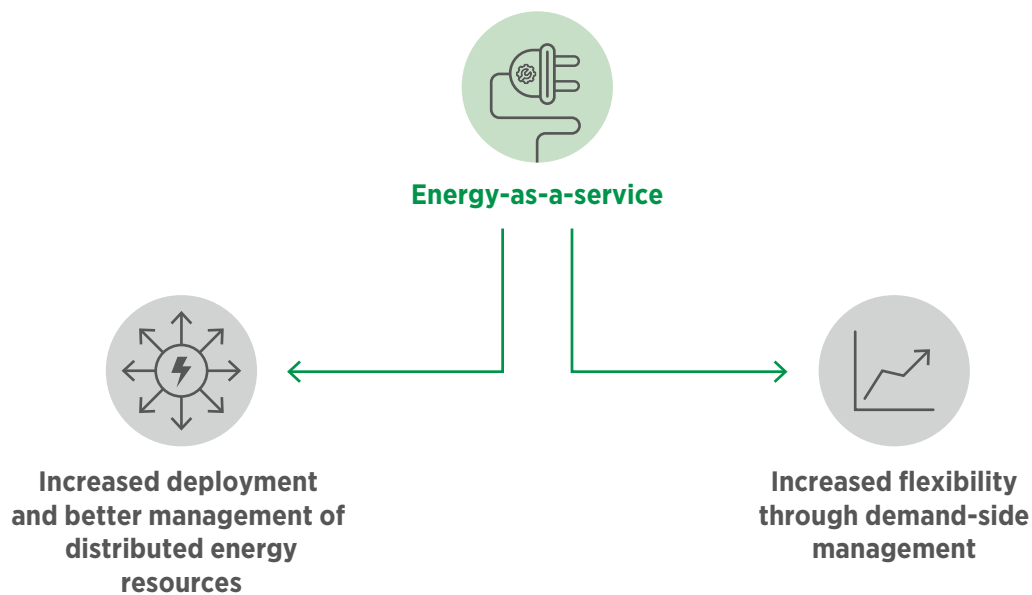 Energy-as-a-service
Increased deployment
and better management of
distributed energy
resources
Increased flexibility
through demand-side
management